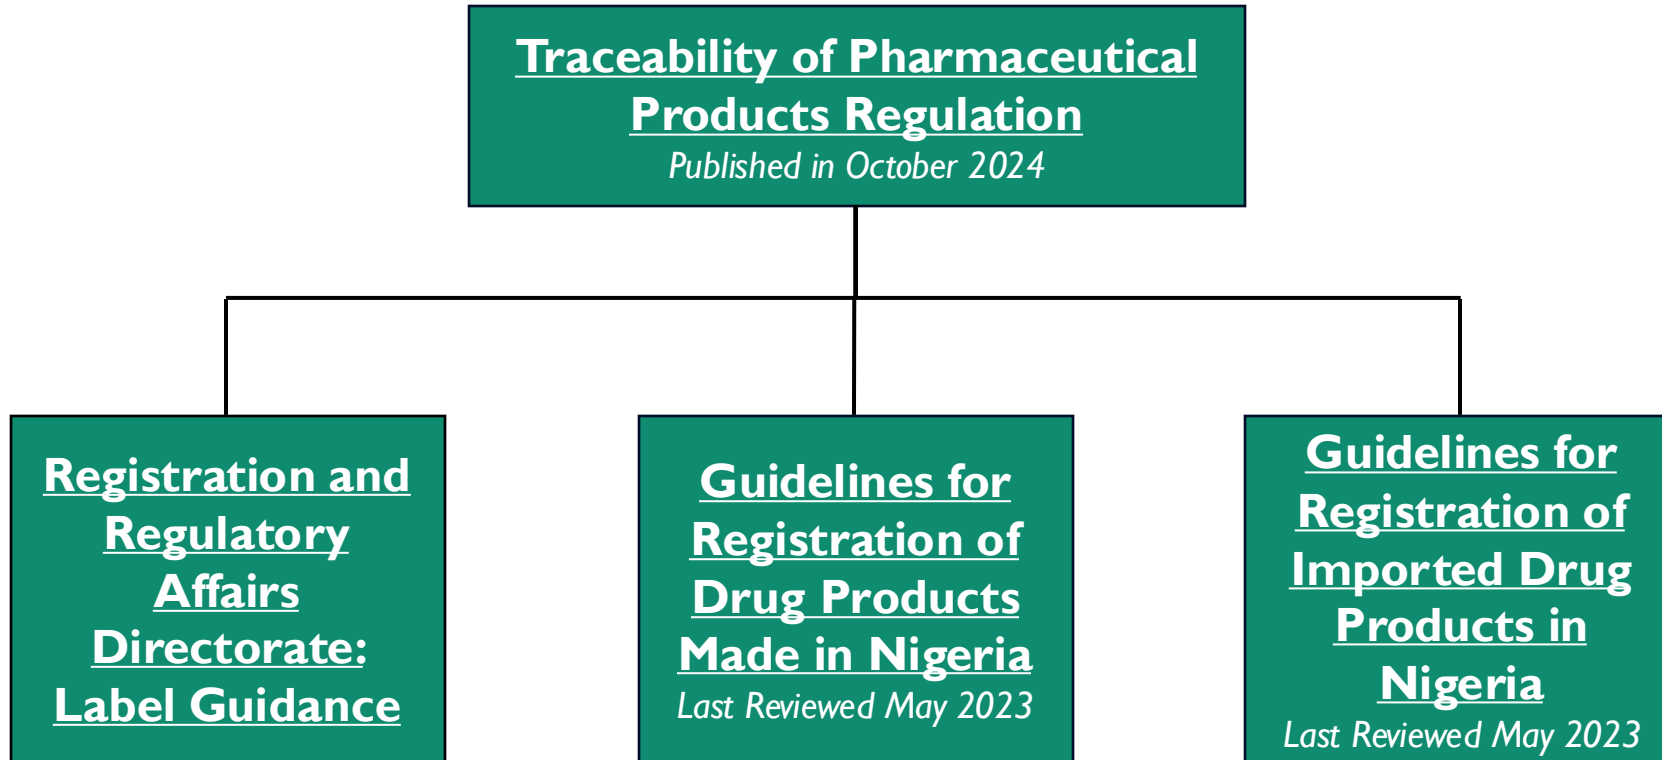 Traceability of Pharmaceutical
Products Regulation
Published in October 2024
Registration and
Regulatory
Affairs
Directorate:
Label Guidance
Guidelines for
Registration of
Drug Products
Made in Nigeria
Last Reviewed May 2023
Guidelines for
Registration of
Imported Drug
Products in
Nigeria
Last Reviewed May 2023